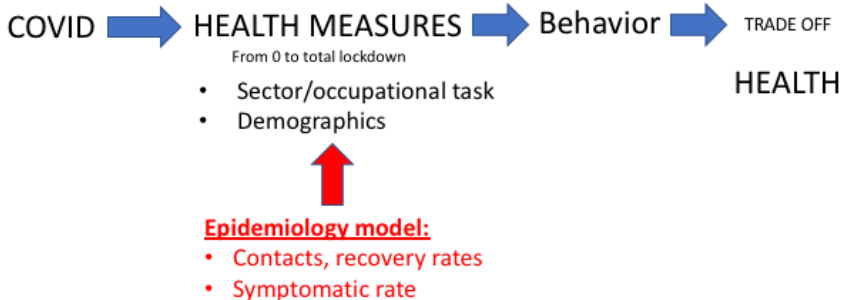 COVID HEALTH MEASURES Behavior TRADE OFF
From 0 to total lockdown
HEALTH
• Sector/occupational task
• Demographics
Epidemiology model:
• Contacts, recovery rates
• Symptomatic rate